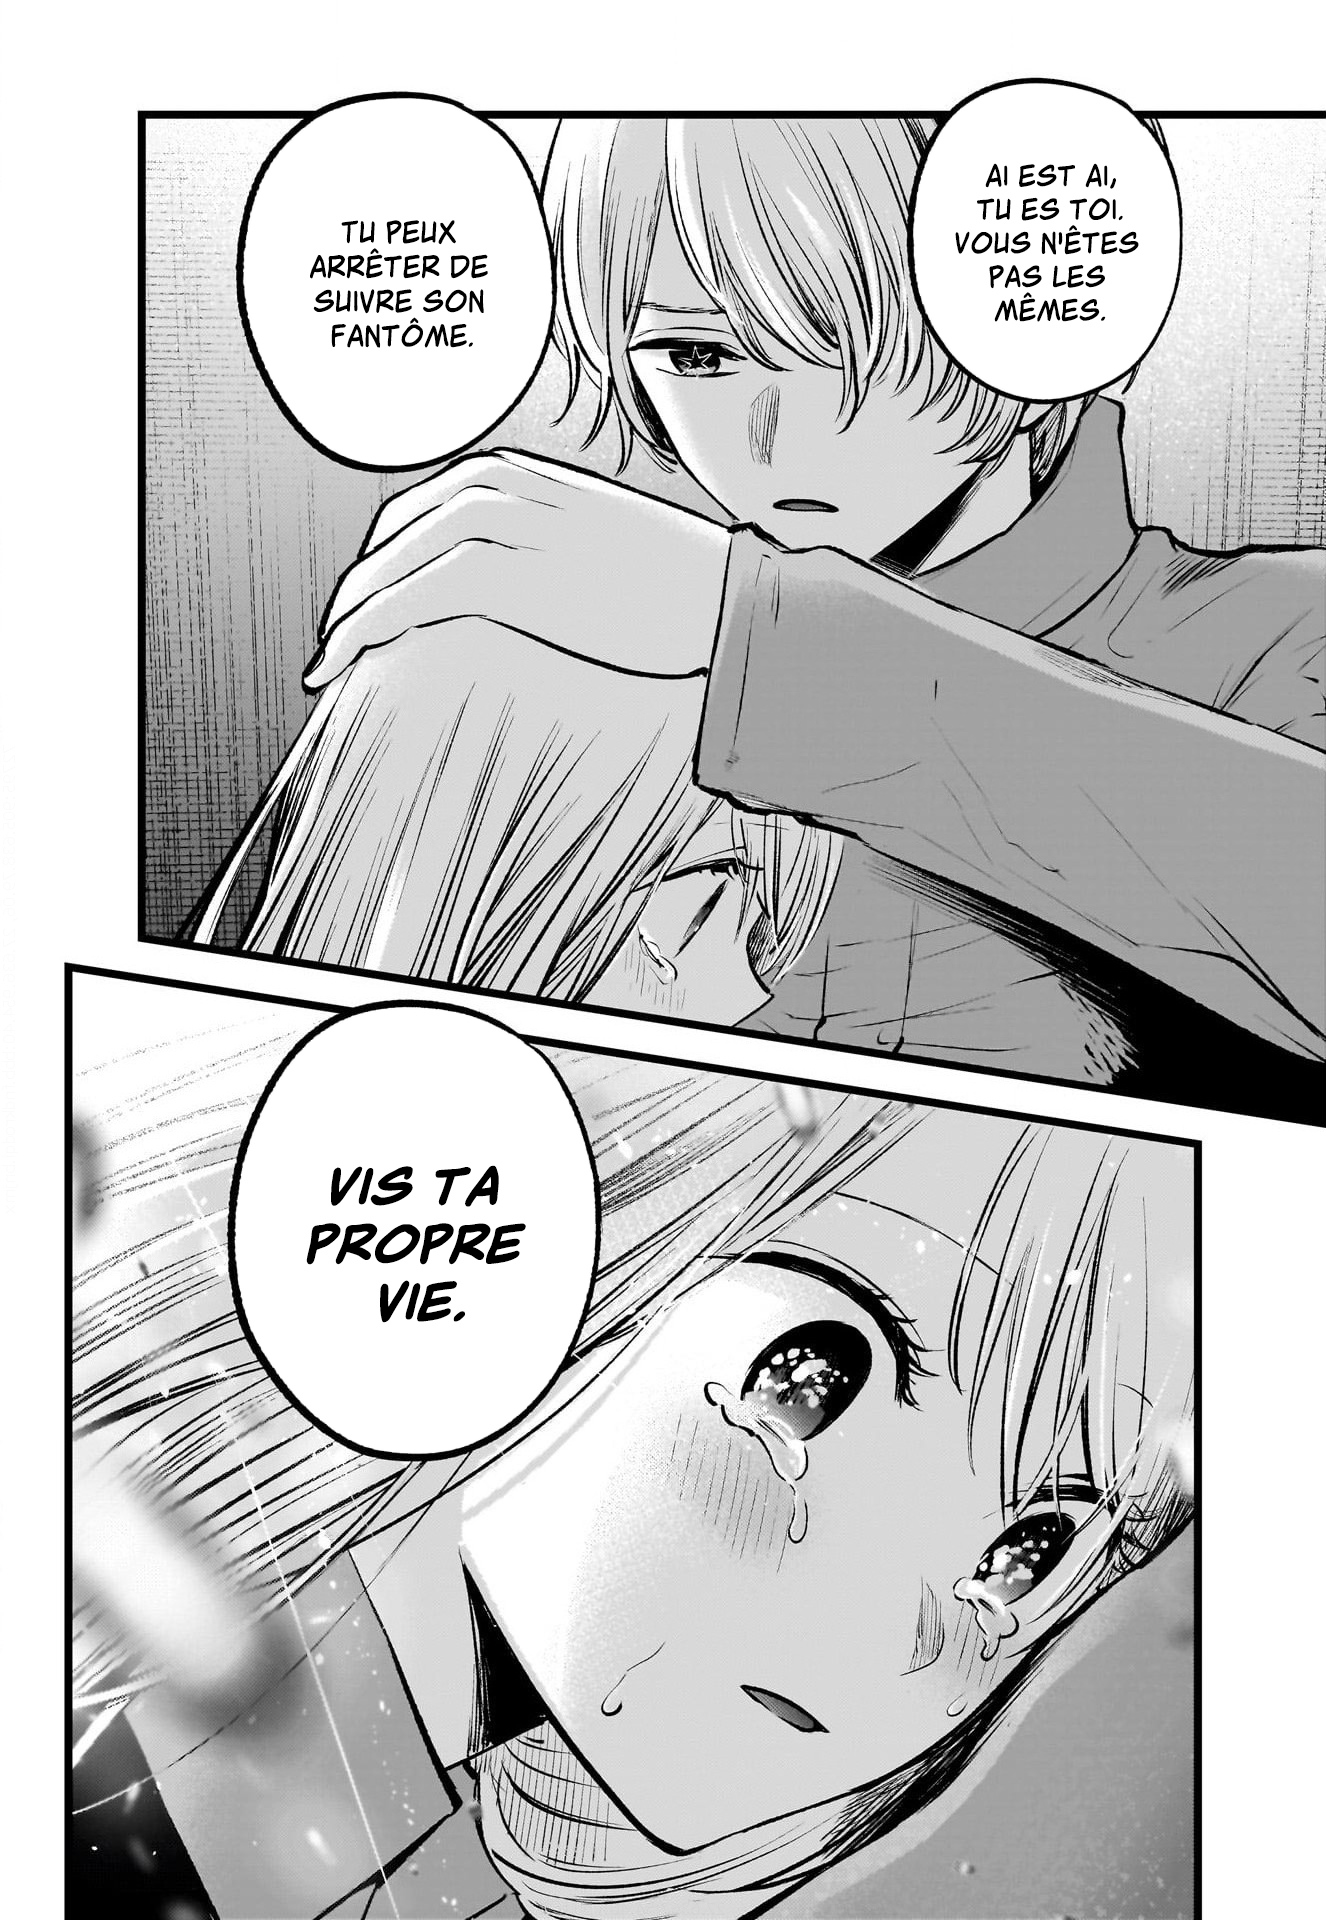 AI EST AI,
TU ES TOI.
VOUS N'ÊTES
PAS LES
MÊMES.
TU PEUX
ARRÊTER DE
SUIVRE SON
FANTÔME.
VIS TA
PROPRE
VIE.